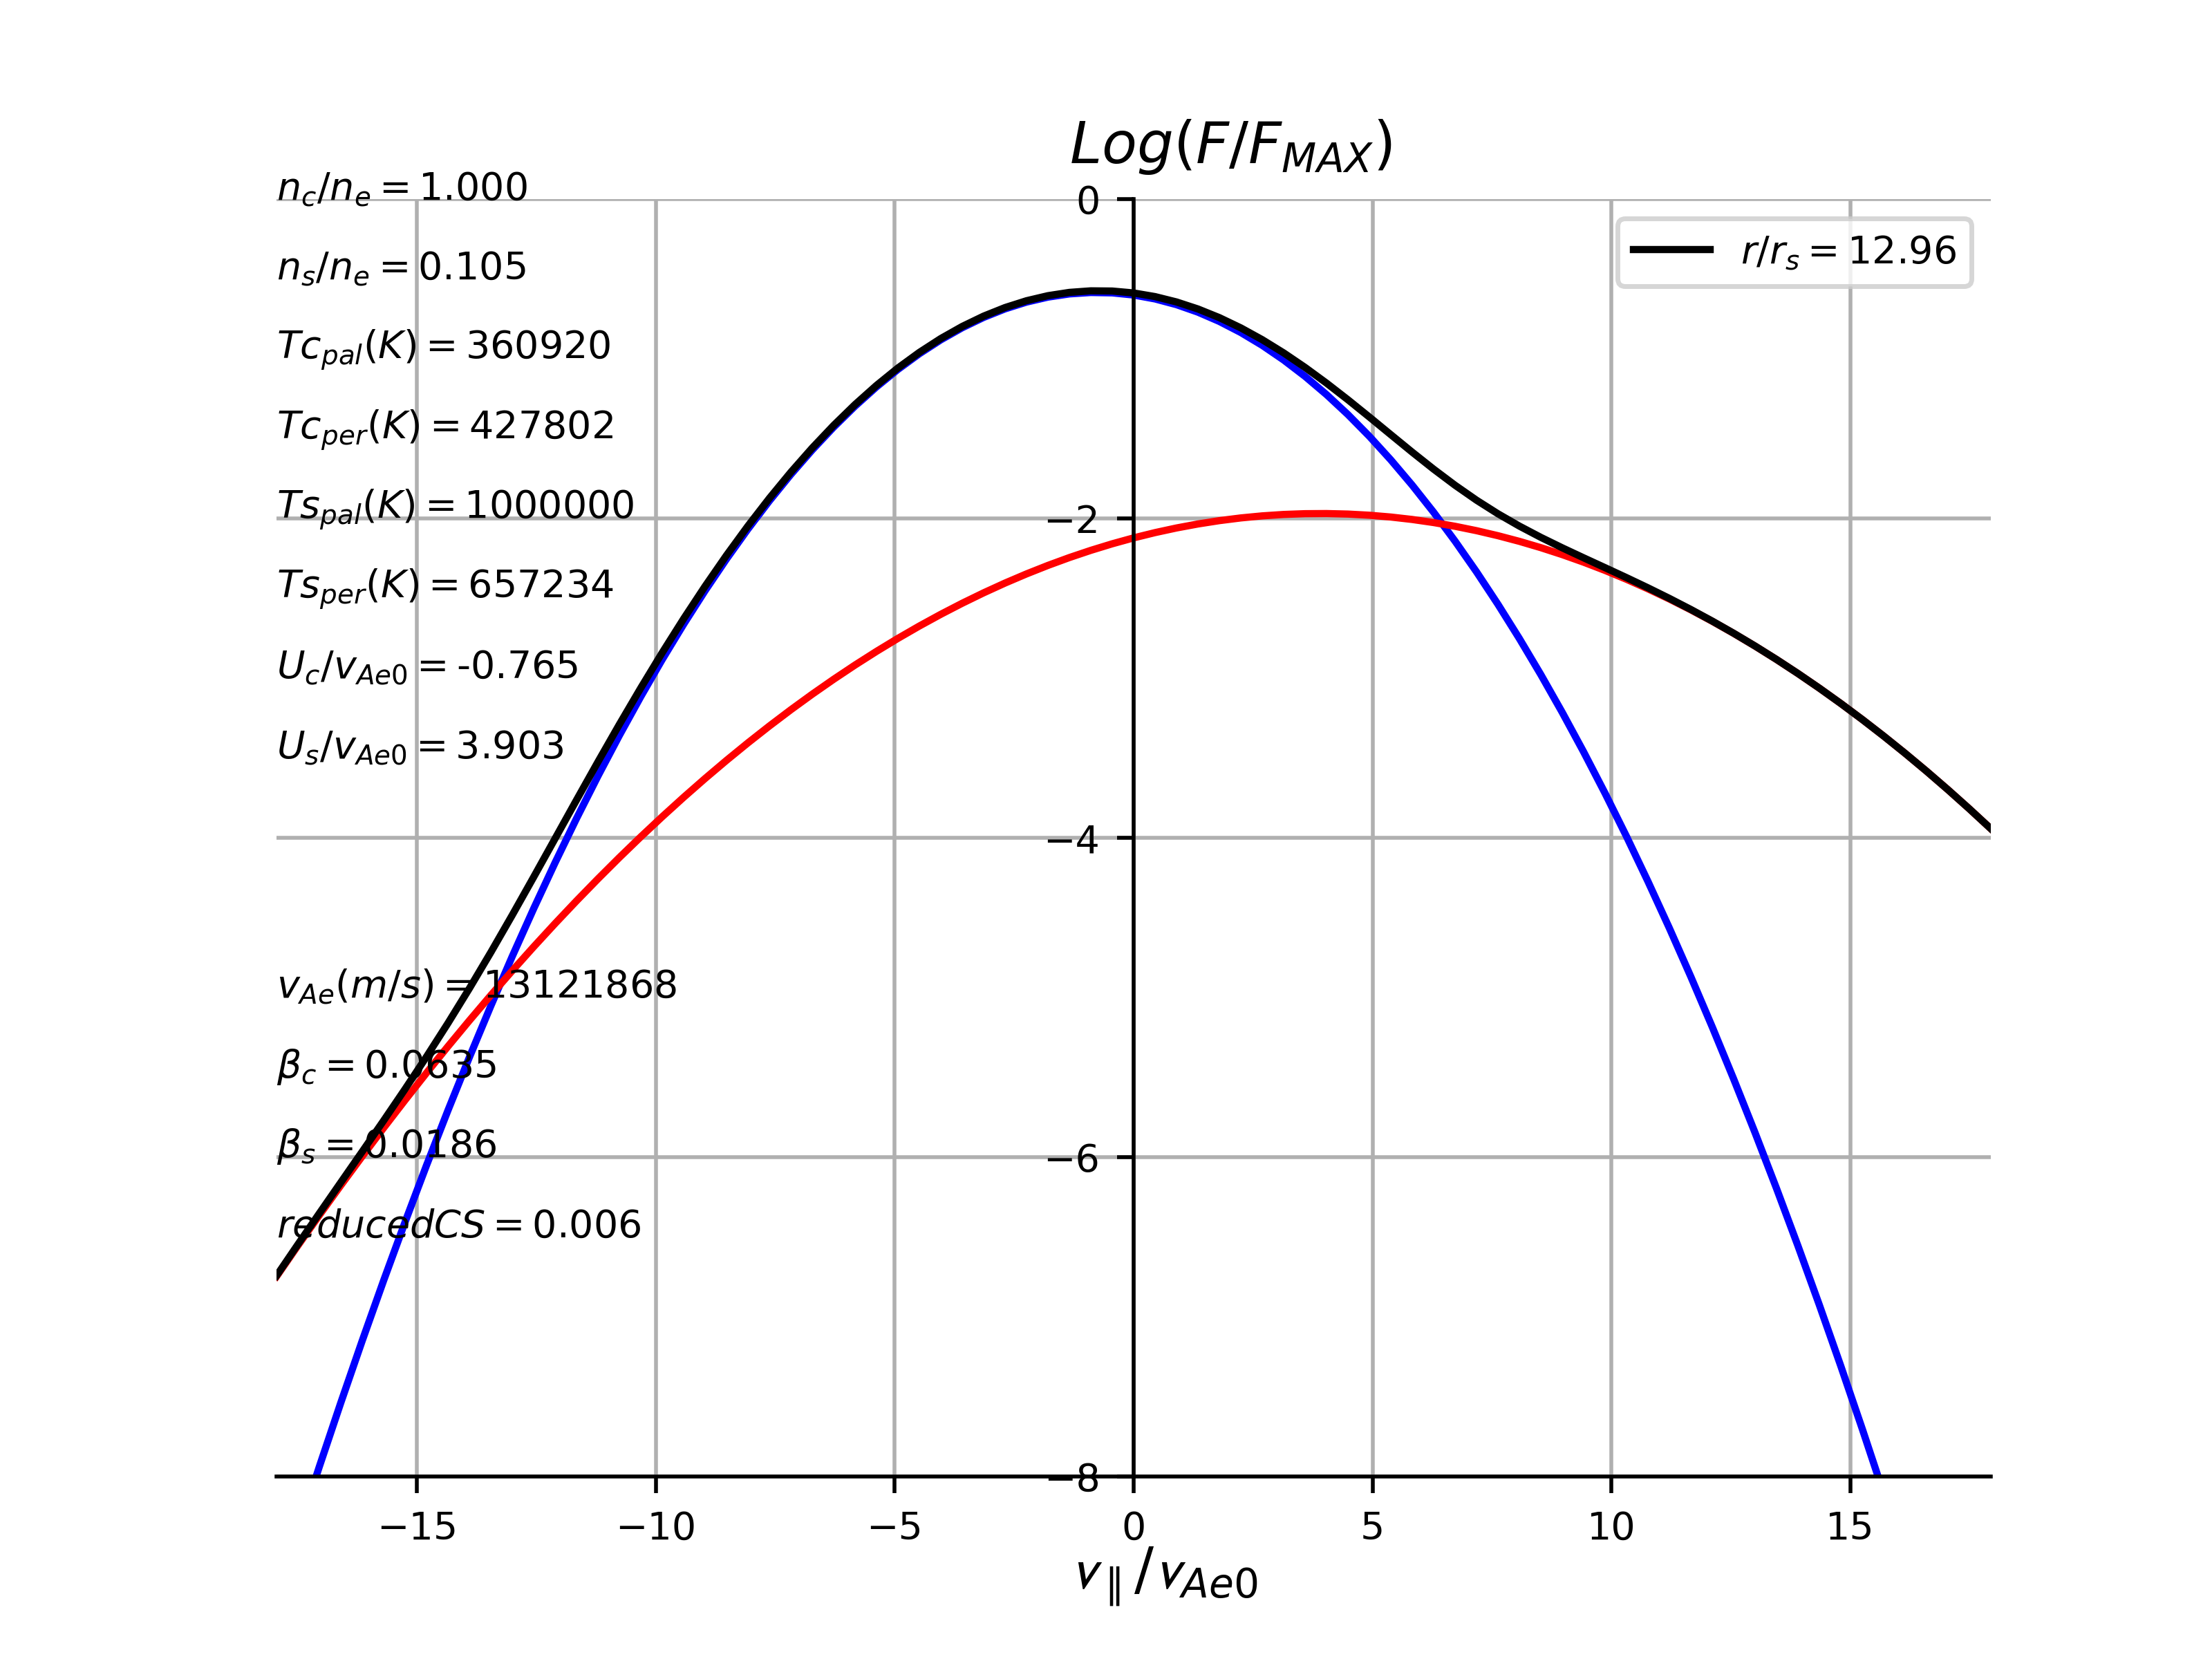 Log(F/F_MAX)
n_c/n_e = 1.000
0
r/r_s = 12.96
n_s/n_e = 0.105
Tc_pal(K) = 360920
Tc_per(K) = 427802
Ts_pal(K) = 1000000
−2
Ts_per(K) = 657234
U_c/v_Ae0 = -0.765
U_s/v_Ae0 = 3.903
−4
v_Ae(m/s) = 13121868
β_c = 0.0635
β_s = 0.0186
−6
reducedCS = 0.006
−8
−15 −10 −5 0 5 10 15
v_∥/v_Ae0